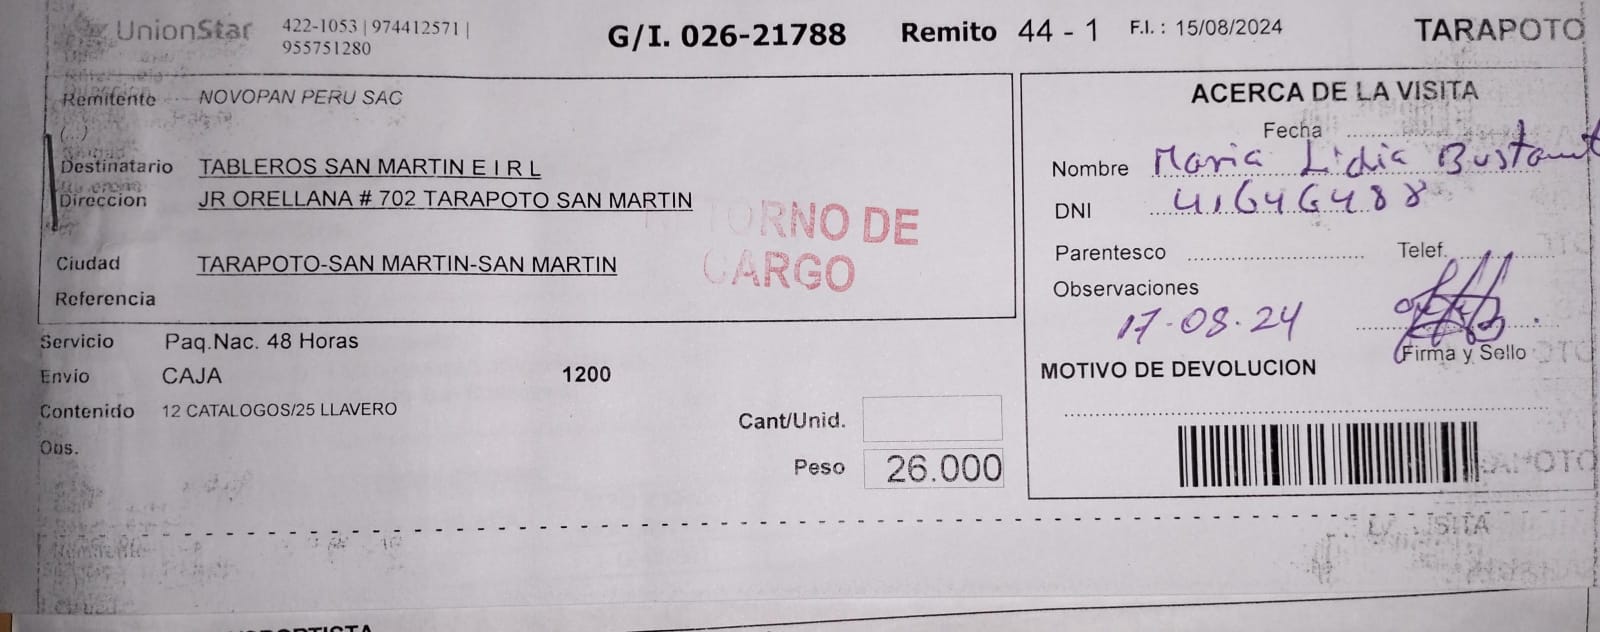 UnionStar 422-1053 | 974412571 |
955751280
G/I. 026-21788 Remito 44 - 1 F.I. : 15/08/2024 TARAPOTO
Remitente NOVOPAN PERU SAC
(...)
Destinatario TABLEROS SAN MARTIN E I R L
Direccion JR ORELLANA # 702 TARAPOTO SAN MARTIN
RETORNO DE
CARGO
Ciudad TARAPOTO-SAN MARTIN-SAN MARTIN
Referencia
Servicio Paq.Nac. 48 Horas
Envio CAJA 1200
Contenido 12 CATALOGOS/25 LLAVERO
Obs.
Cant/Unid.
Peso 26.000
ACERCA DE LA VISITA
Fecha
Nombre Maria Lidia Bustamt
DNI 41646488
Parentesco Telef.
Observaciones
17-08-24
Firma y Sello
MOTIVO DE DEVOLUCION